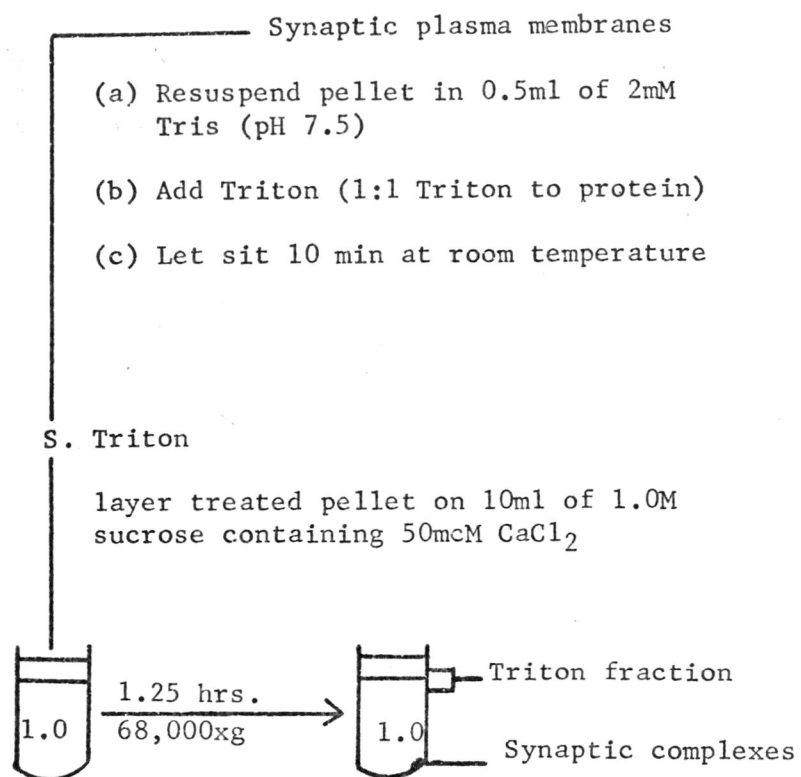 Synaptic plasma membranes
(a) Resuspend pellet in 0.5ml of 2mM
Tris (pH 7.5)
(b) Add Triton (1:1 Triton to protein)
(c) Let sit 10 min at room temperature
S. Triton
layer treated pellet on 10ml of 1.0M
sucrose containing 50mcM CaCl2
1.0
1.25 hrs.
68,000xg
1.0
Triton fraction
Synaptic complexes